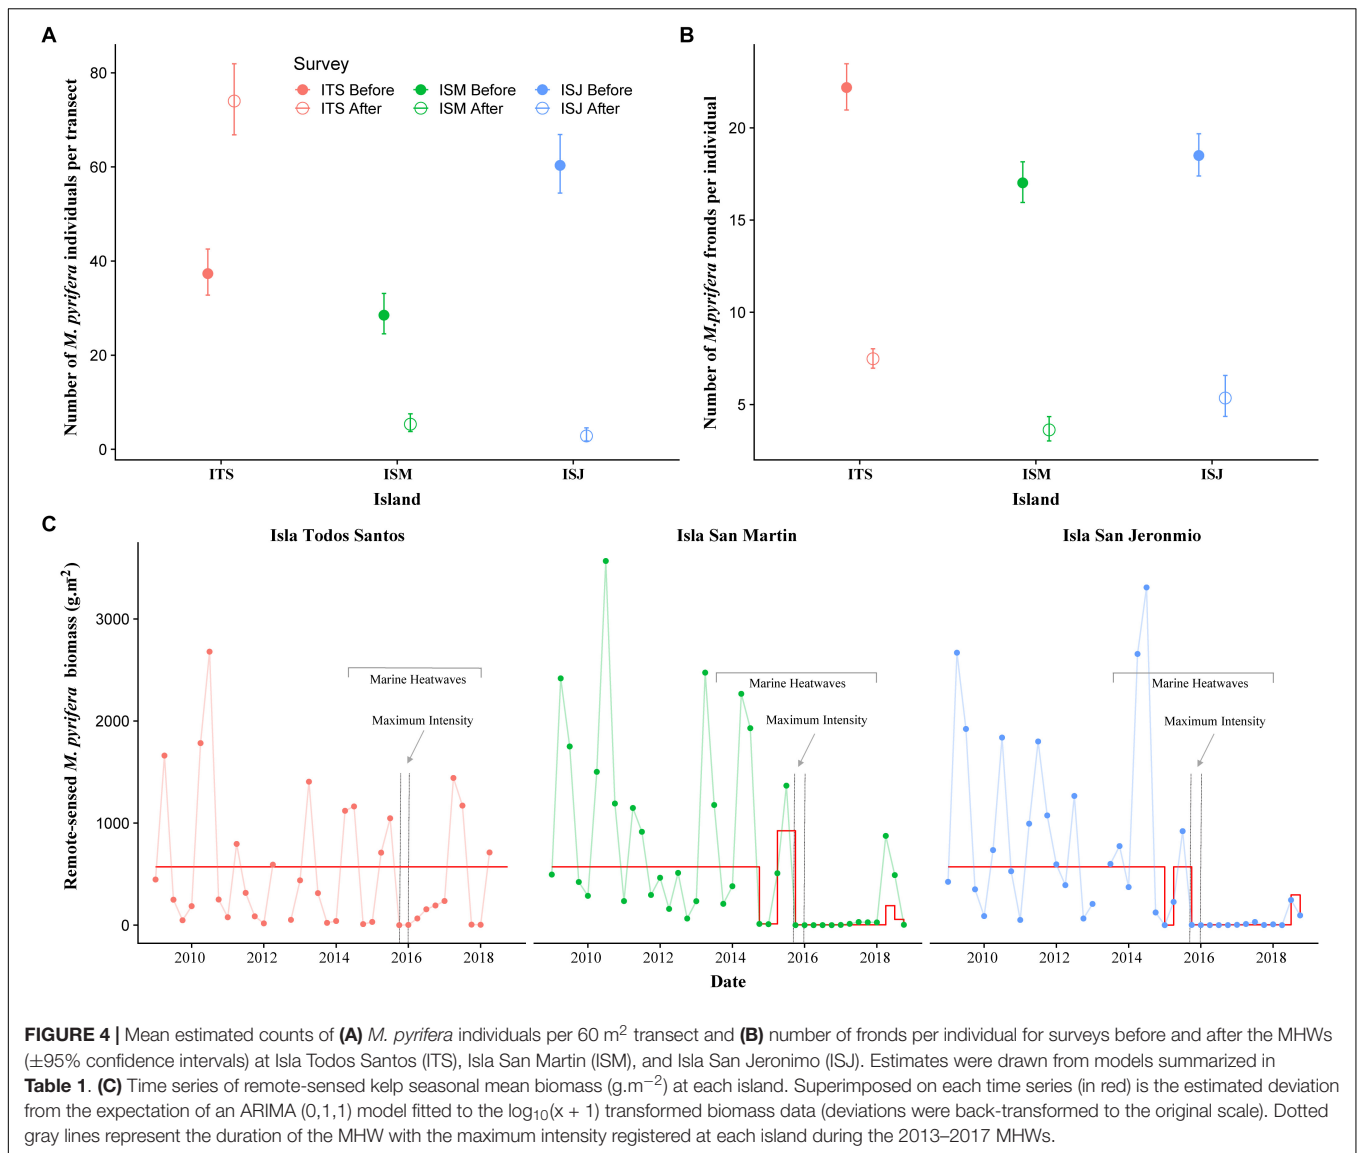 A
B
Survey
ITS Before
ISM Before
ISJ Before
ITS After
ISM After
ISJ After
Number of M. pyrifera individuals per transect
80
60
40
20
0
ITS
ISM
ISJ
Island
Number of M.pyrifera fronds per individual
20
15
10
5
ITS
ISM
ISJ
Island
C
Isla Todos Santos
Isla San Martin
Isla San Jeronmio
Remote-sensed M. pyrifera biomass (g.m-2)
3000
2000
1000
0
Marine Heatwaves
Maximum Intensity
Marine Heatwaves
Maximum Intensity
Marine Heatwaves
Maximum Intensity
2010 2012 2014 2016 2018
2010 2012 2014 2016 2018
2010 2012 2014 2016 2018
Date
FIGURE 4 | Mean estimated counts of (A) M. pyrifera individuals per 60 m² transect and (B) number of fronds per individual for surveys before and after the MHWs
(±95% confidence intervals) at Isla Todos Santos (ITS), Isla San Martin (ISM), and Isla San Jeronimo (ISJ). Estimates were drawn from models summarized in
Table 1. (C) Time series of remote-sensed kelp seasonal mean biomass (g.m⁻²) at each island. Superimposed on each time series (in red) is the estimated deviation
from the expectation of an ARIMA (0,1,1) model fitted to the log₁₀(x + 1) transformed biomass data (deviations were back-transformed to the original scale). Dotted
gray lines represent the duration of the MHW with the maximum intensity registered at each island during the 2013–2017 MHWs.